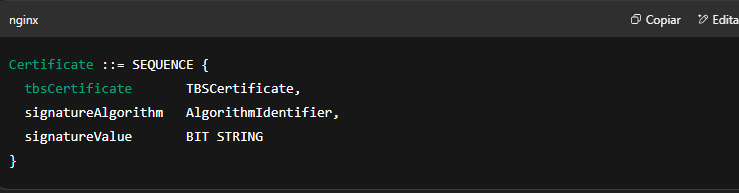 nginx
Copiar
Edita
Certificate ::= SEQUENCE {
  tbsCertificate       TBSCertificate,
  signatureAlgorithm   AlgorithmIdentifier,
  signatureValue       BIT STRING
}